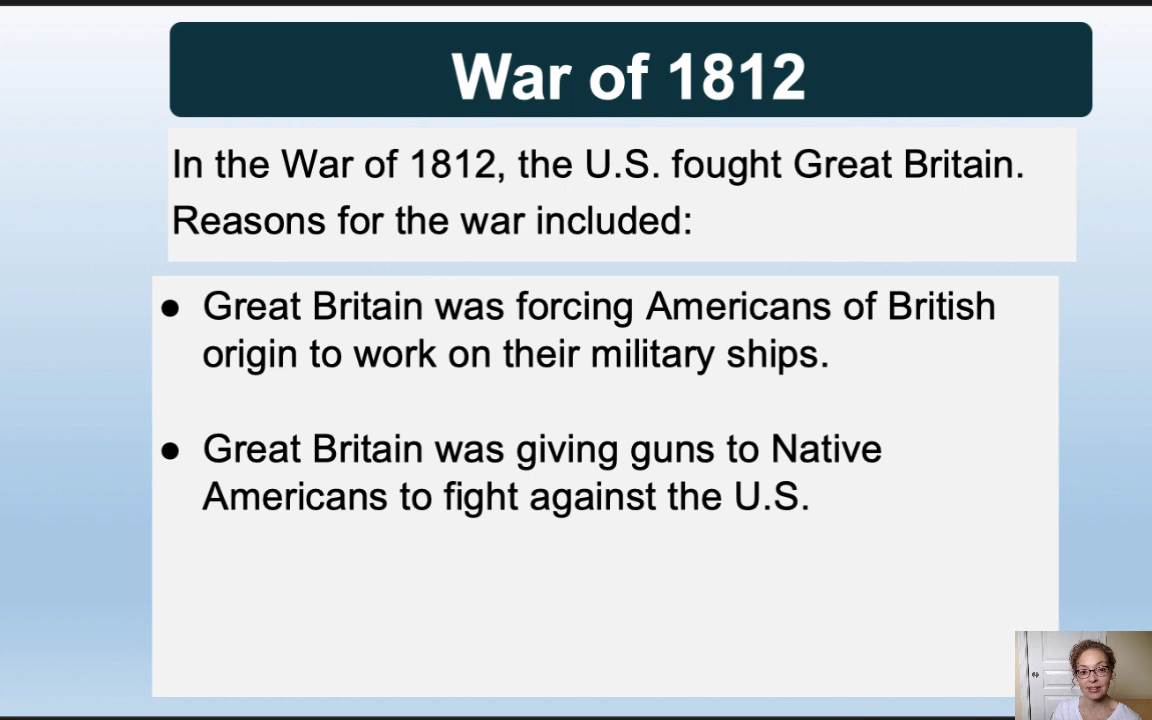 War of 1812
In the War of 1812, the U.S. fought Great Britain.
Reasons for the war included:
● Great Britain was forcing Americans of British
origin to work on their military ships.
● Great Britain was giving guns to Native
Americans to fight against the U.S.